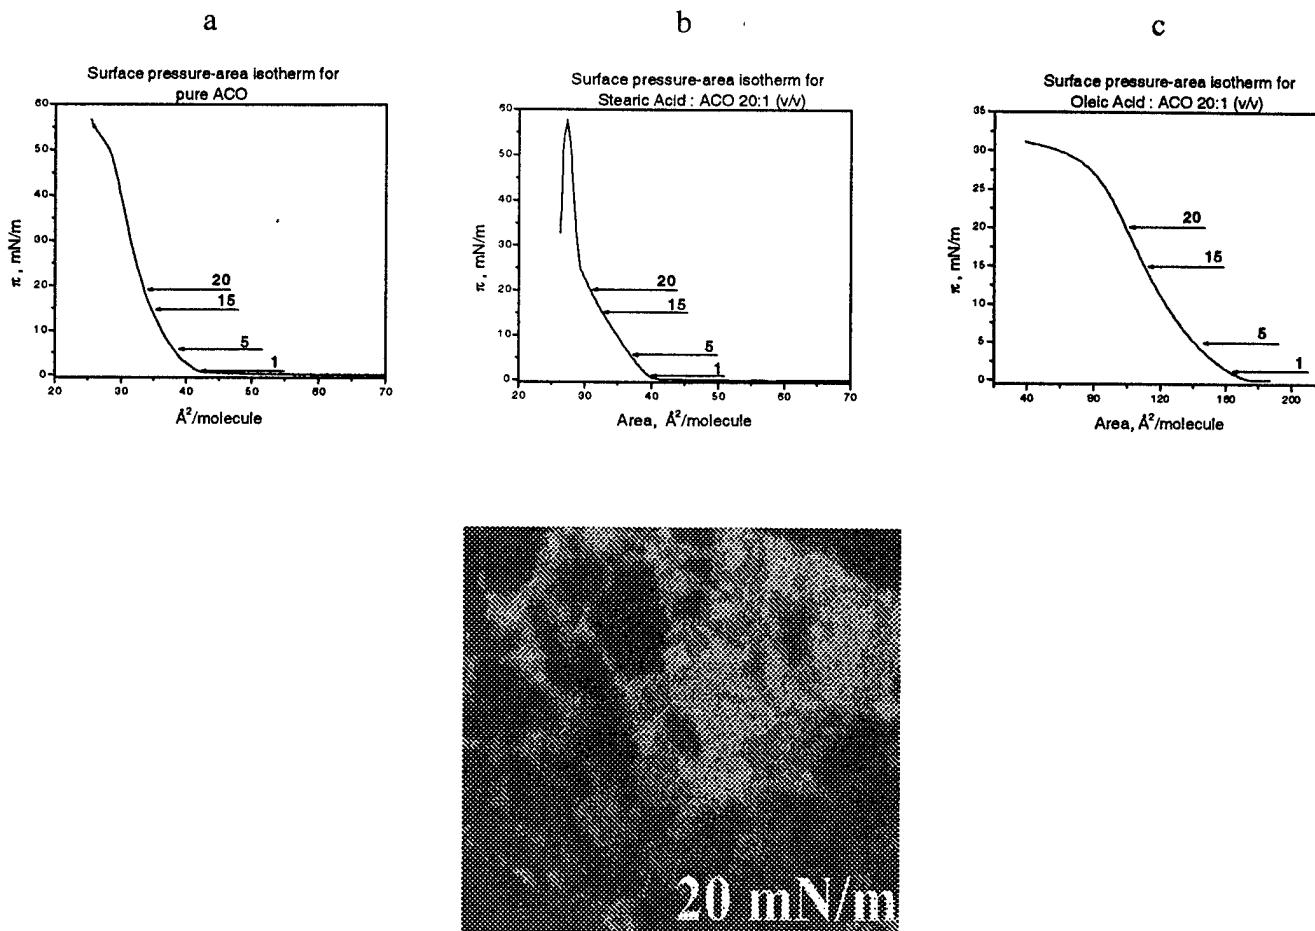 a
Surface pressure-area isotherm for
pure ACO
60
50
40
30
20
10
0
π, mN/m
20
15
5
1
20 30 40 50 60 70
Å²/molecule
b
Surface pressure-area isotherm for
Stearic Acid : ACO 20:1 (v/v)
60
50
40
30
20
10
0
π, mN/m
20
15
5
1
20 30 40 50 60 70
Area, Å²/molecule
c
Surface pressure-area isotherm for
Oleic Acid : ACO 20:1 (v/v)
35
30
25
20
15
10
5
0
π, mN/m
20
15
5
1
40 80 120 160 200
Area, Å²/molecule
20 mN/m